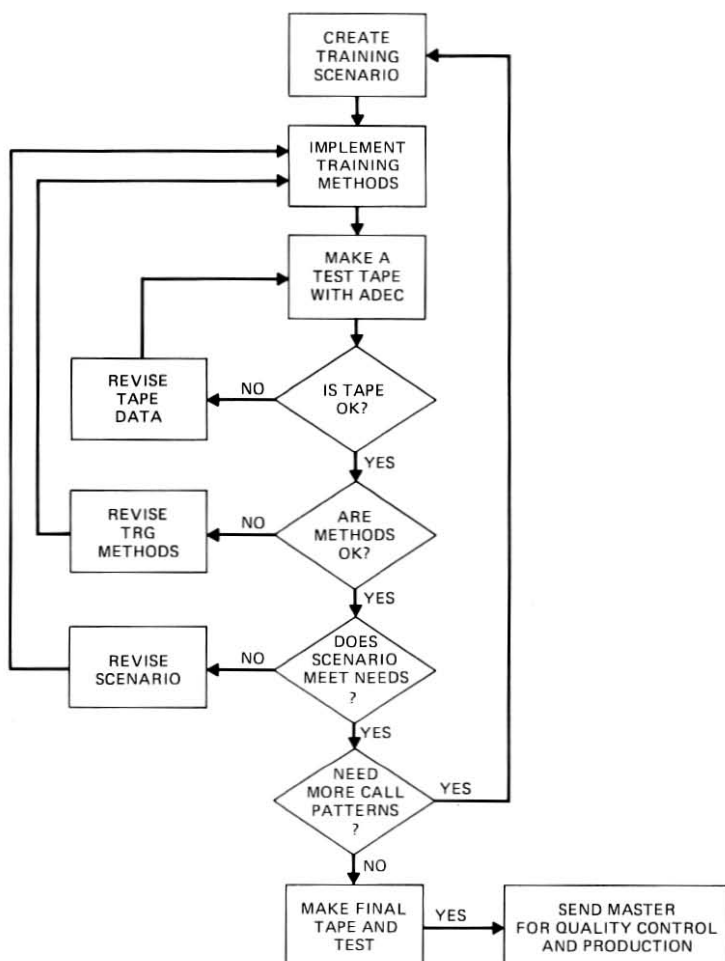 CREATE
TRAINING
SCENARIO
IMPLEMENT
TRAINING
METHODS
MAKE A
TEST TAPE
WITH ADEC
REVISE
TAPE
DATA
NO
IS TAPE
OK?
YES
REVISE
TRG
METHODS
NO
ARE
METHODS
OK?
YES
REVISE
SCENARIO
NO
DOES
SCENARIO
MEET NEEDS
?
YES
NEED
MORE CALL
PATTERNS
?
YES
NO
MAKE FINAL
TAPE AND
TEST
YES
SEND MASTER
FOR QUALITY CONTROL
AND PRODUCTION